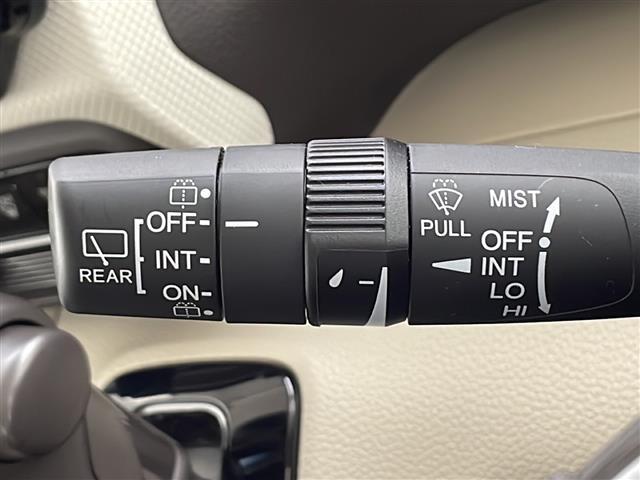 REAR
OFF
INT
ON
PULL
MIST
OFF
INT
LO
HI